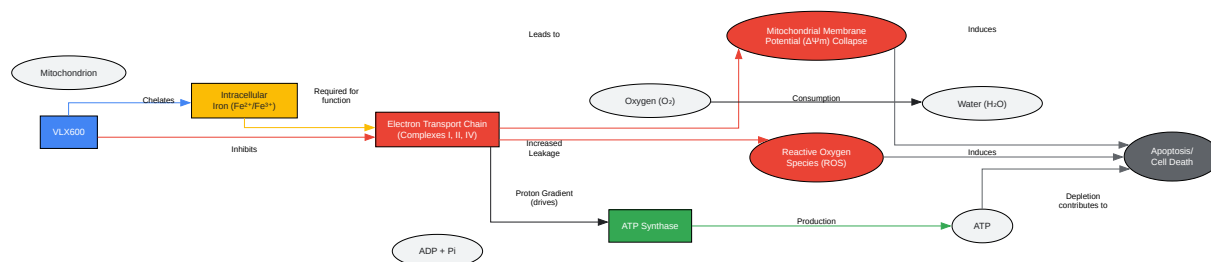 Leads to
Mitochondrial Membrane
Potential (ΔΨm) Collapse
Induces
Mitochondrion
Chelates
Intracellular
Iron (Fe²⁺/Fe³⁺)
Required for
function
Oxygen (O₂)
Consumption
Water (H₂O)
VLX600
Inhibits
Electron Transport Chain
(Complexes I, II, IV)
Increased
Leakage
Reactive Oxygen
Species (ROS)
Induces
Apoptosis/
Cell Death
Proton Gradient
(drives)
ATP Synthase
Production
ATP
Depletion
contributes to
ADP + Pi